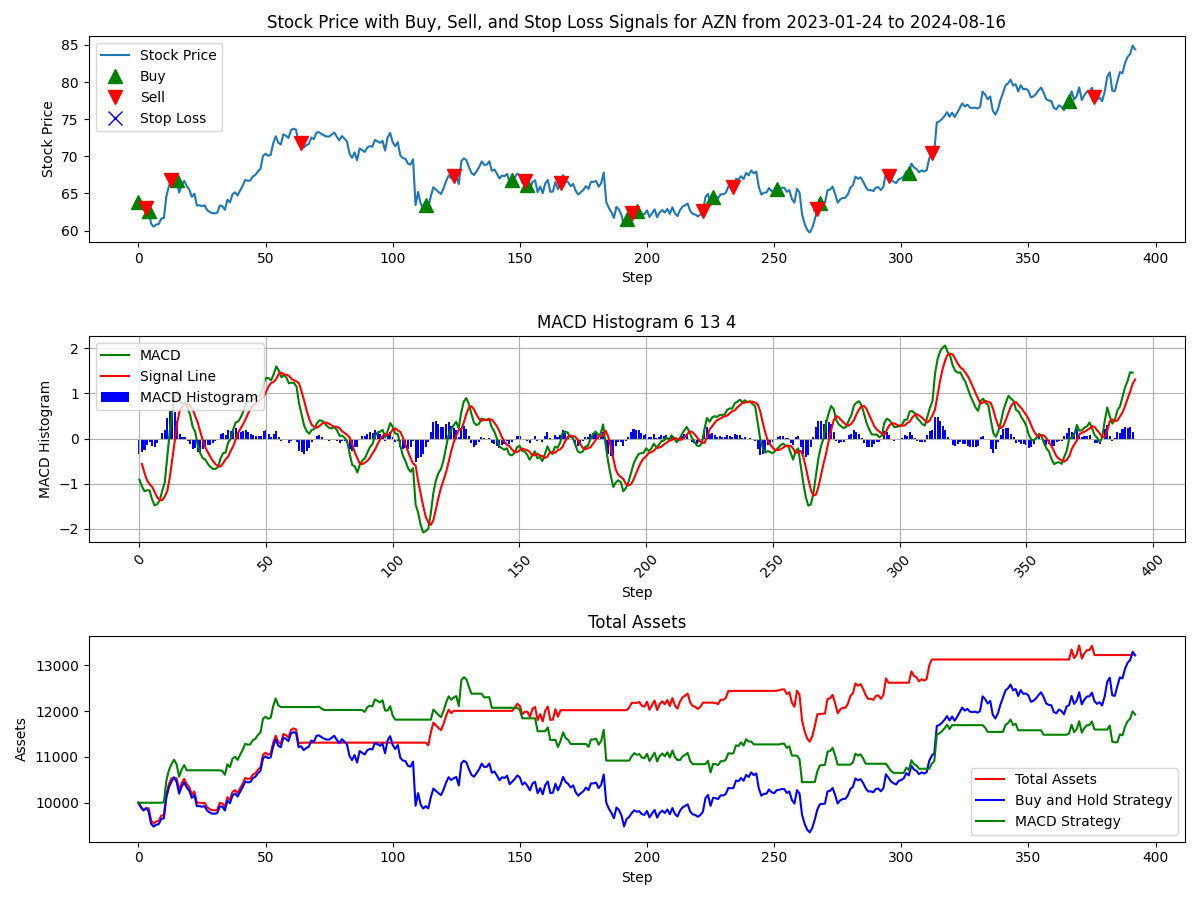 Stock Price with Buy, Sell, and Stop Loss Signals for AZN from 2023-01-24 to 2024-08-16
Stock Price
85
80
75
70
65
60
Stock Price
Buy
Sell
Stop Loss
0 50 100 150 200 250 300 350 400
Step
MACD Histogram 6 13 4
MACD Histogram
2
1
0
−1
−2
MACD
Signal Line
MACD Histogram
0 50 100 150 200 250 300 350 400
Step
Total Assets
Assets
13000
12000
11000
10000
Total Assets
Buy and Hold Strategy
MACD Strategy
0 50 100 150 200 250 300 350 400
Step